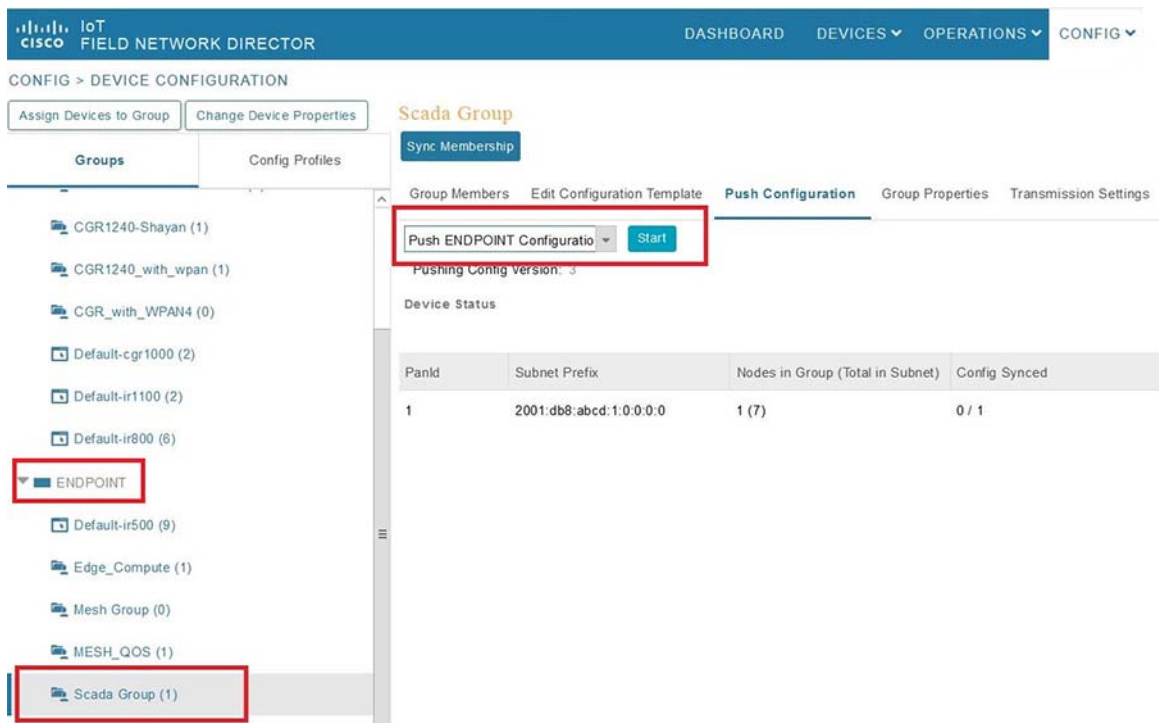 IoT
CISCO FIELD NETWORK DIRECTOR
DASHBOARD DEVICES OPERATIONS CONFIG
CONFIG > DEVICE CONFIGURATION
Assign Devices to Group Change Device Properties
Groups Config Profiles
CGR1240-Shayan (1)
CGR1240_with_wpan (1)
CGR_with_WPAN4 (0)
Default-cgr1000 (2)
Default-ir1100 (2)
Default-ir800 (6)
ENDPOINT
Default-ir500 (9)
Edge_Compute (1)
Mesh Group (0)
MESH_QOS (1)
Scada Group (1)
Scada Group
Sync Membership
Group Members Edit Configuration Template Push Configuration Group Properties Transmission Settings
Push ENDPOINT Configuratio Start
Pushing Config Version: 3
Device Status
PanId Subnet Prefix Nodes in Group (Total in Subnet) Config Synced
1 2001:db8:abcd:1:0:0:0:0 1 (7) 0 / 1